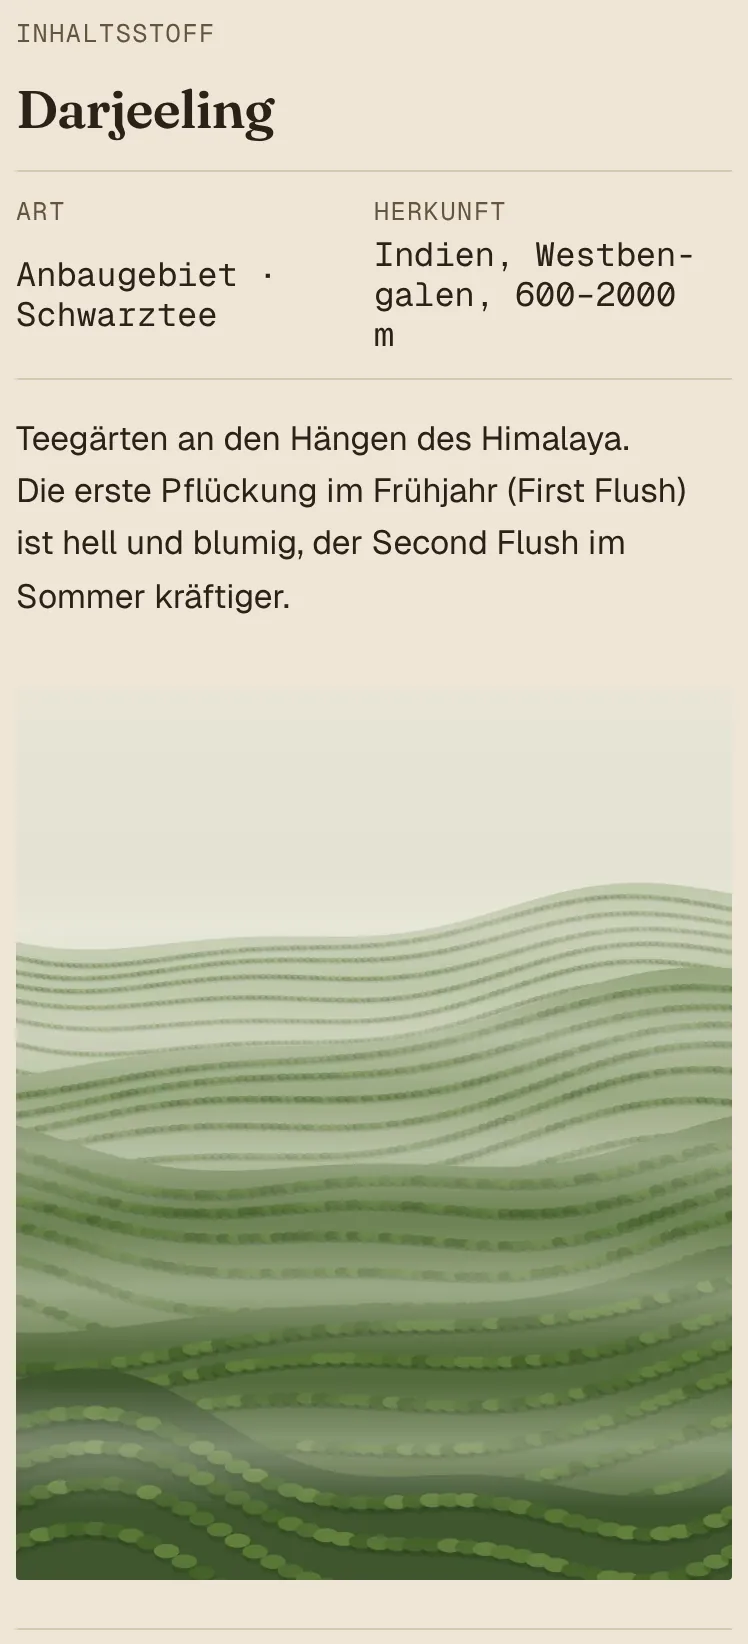 INHALTSSTOFF
Darjeeling
ART
Anbaugebiet ·
Schwarztee
HERKUNFT
Indien, Westben-
galen, 600–2000
m
Teegärten an den Hängen des Himalaya.
Die erste Pflückung im Frühjahr (First Flush)
ist hell und blumig, der Second Flush im
Sommer kräftiger.